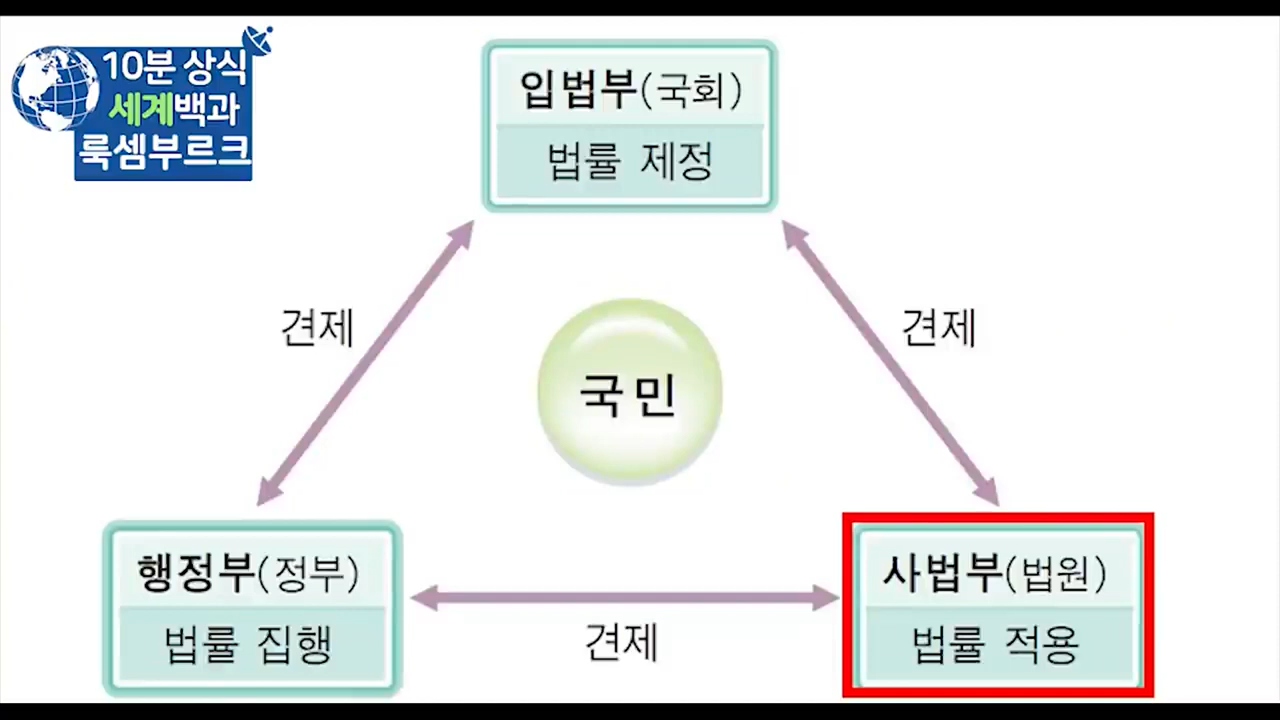 10분 상식
세계백과
룩셈부르크
입법부(국회)
법률 제정
견제
견제
국민
행정부(정부)
법률 집행
견제
사법부(법원)
법률 적용